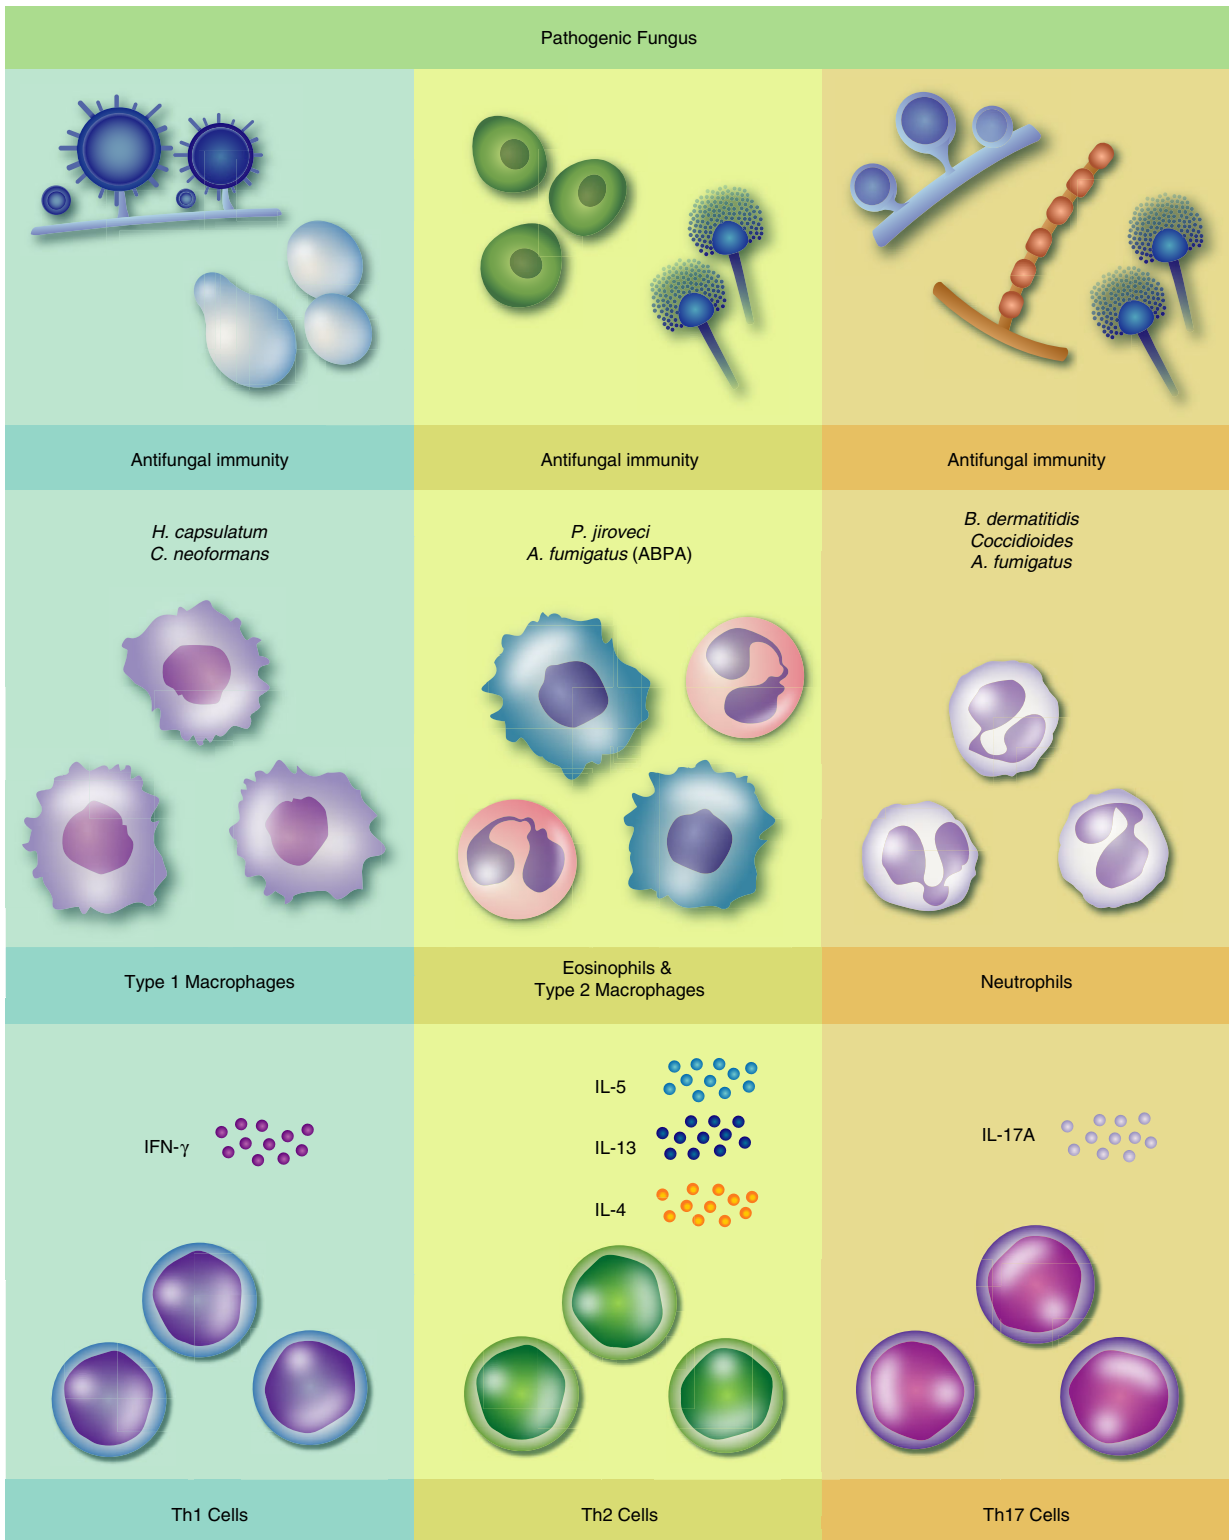 Pathogenic Fungus
Antifungal immunity
Antifungal immunity
Antifungal immunity
H. capsulatum
C. neoformans
P. jiroveci
A. fumigatus (ABPA)
B. dermatitidis
Coccidioides
A. fumigatus
Type 1 Macrophages
Eosinophils &
Type 2 Macrophages
Neutrophils
IFN-γ
IL-5
IL-13
IL-4
IL-17A
Th1 Cells
Th2 Cells
Th17 Cells